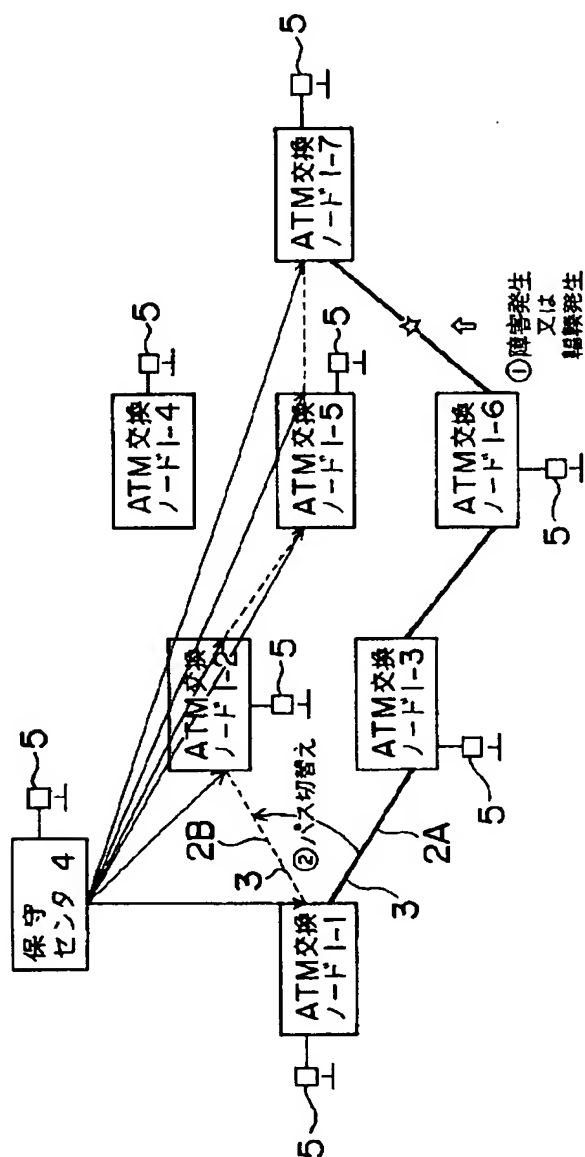 保守
センタ 4
5
ATM交換
ノード1-1
5
ATM交換
ノード1-2
5
ATM交換
ノード1-3
5
ATM交換
ノード1-4
5
ATM交換
ノード1-5
5
ATM交換
ノード1-6
5
ATM交換
ノード1-7
5
2B
3
②パス切替え
2A
3
①障害発生
又は
輻輳発生